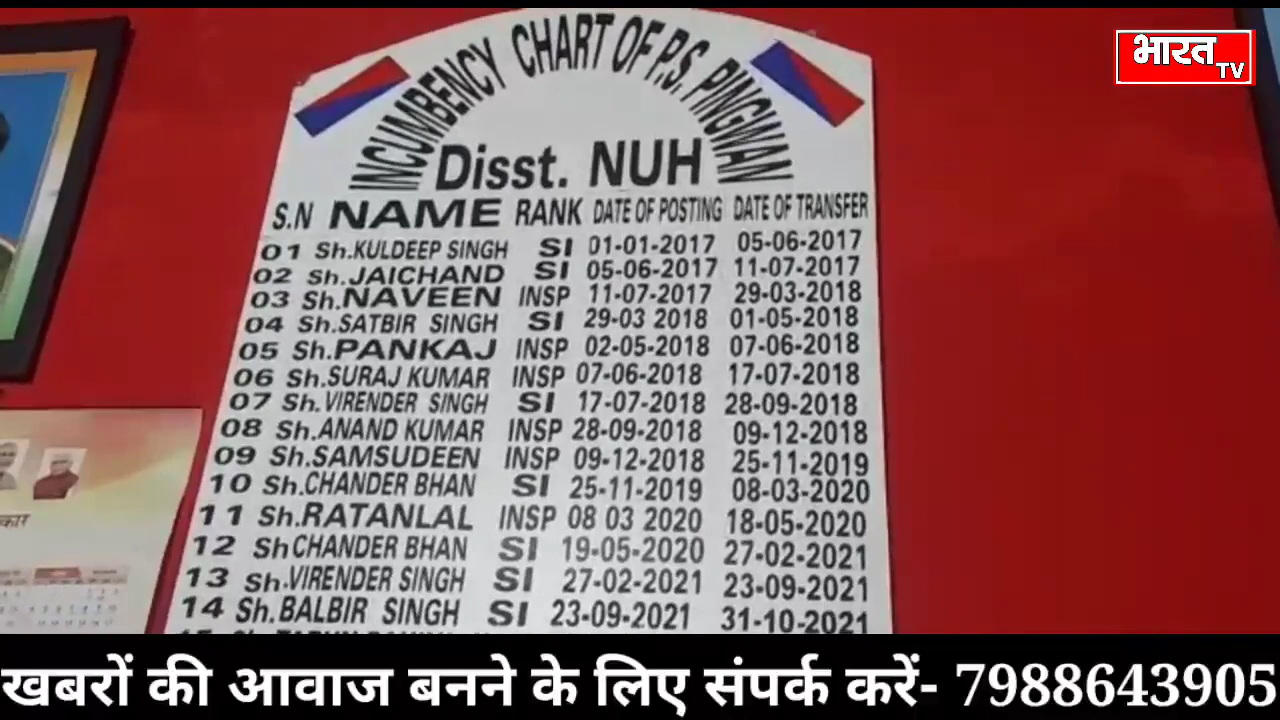 भारत
TV
INCUMBENCY CHART OF P.S. PINGWAN
Disst. NUH
S.N NAME RANK DATE OF POSTING DATE OF TRANSFER
01 Sh.KULDEEP SINGH SI 01-01-2017 05-06-2017
02 Sh.JAICHAND SI 05-06-2017 11-07-2017
03 Sh.NAVEEN INSP 11-07-2017 29-03-2018
04 Sh.SATBIR SINGH SI 29-03 2018 01-05-2018
05 Sh.PANKAJ INSP 02-05-2018 07-06-2018
06 Sh.SURAJ KUMAR INSP 07-06-2018 17-07-2018
07 Sh.VIRENDER SINGH SI 17-07-2018 28-09-2018
08 Sh.ANAND KUMAR INSP 28-09-2018 09-12-2018
09 Sh.SAMSUDEEN INSP 09-12-2018 25-11-2019
10 Sh.CHANDER BHAN SI 25-11-2019 08-03-2020
11 Sh.RATANLAL INSP 08 03 2020 18-05-2020
12 Sh CHANDER BHAN SI 19-05-2020 27-02-2021
13 Sh.VIRENDER SINGH SI 27-02-2021 23-09-2021
14 Sh.BALBIR SINGH SI 23-09-2021 31-10-2021
खबरों की आवाज बनने के लिए संपर्क करें- 7988643905